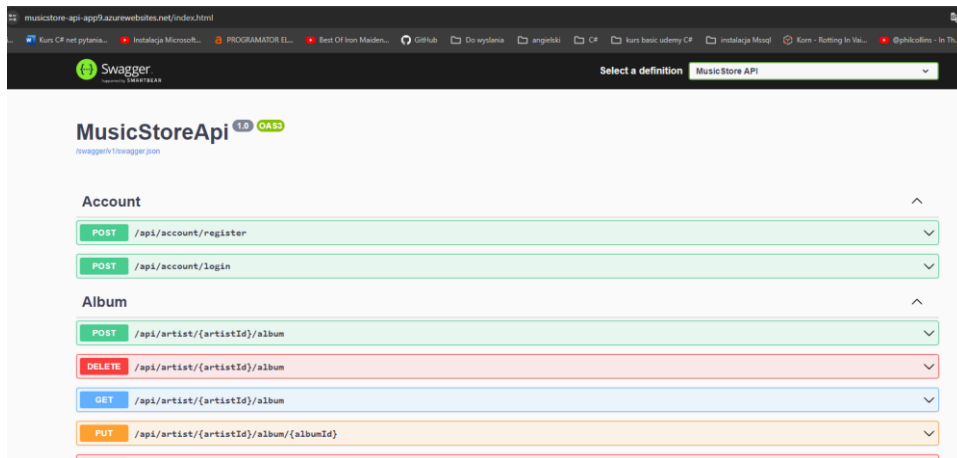 musicstore-api-app9.azurewebsites.net/index.html
Kurs C# net pytania... Instalacja Microsoft... PROGRAMATOR EL... Best Of Iron Maiden... GitHub Do wyslania angielski C# kurs basic udemy C# instalacja Mssql Korn - Rotting In Vai... @philcollins - In Th
Swagger
Supported by SMARTBEAR
Select a definition MusicStore API
MusicStoreApi 1.0 OAS3
/swagger/v1/swagger.json
Account
POST /api/account/register
POST /api/account/login
Album
POST /api/artist/{artistId}/album
DELETE /api/artist/{artistId}/album
GET /api/artist/{artistId}/album
PUT /api/artist/{artistId}/album/{albumId}